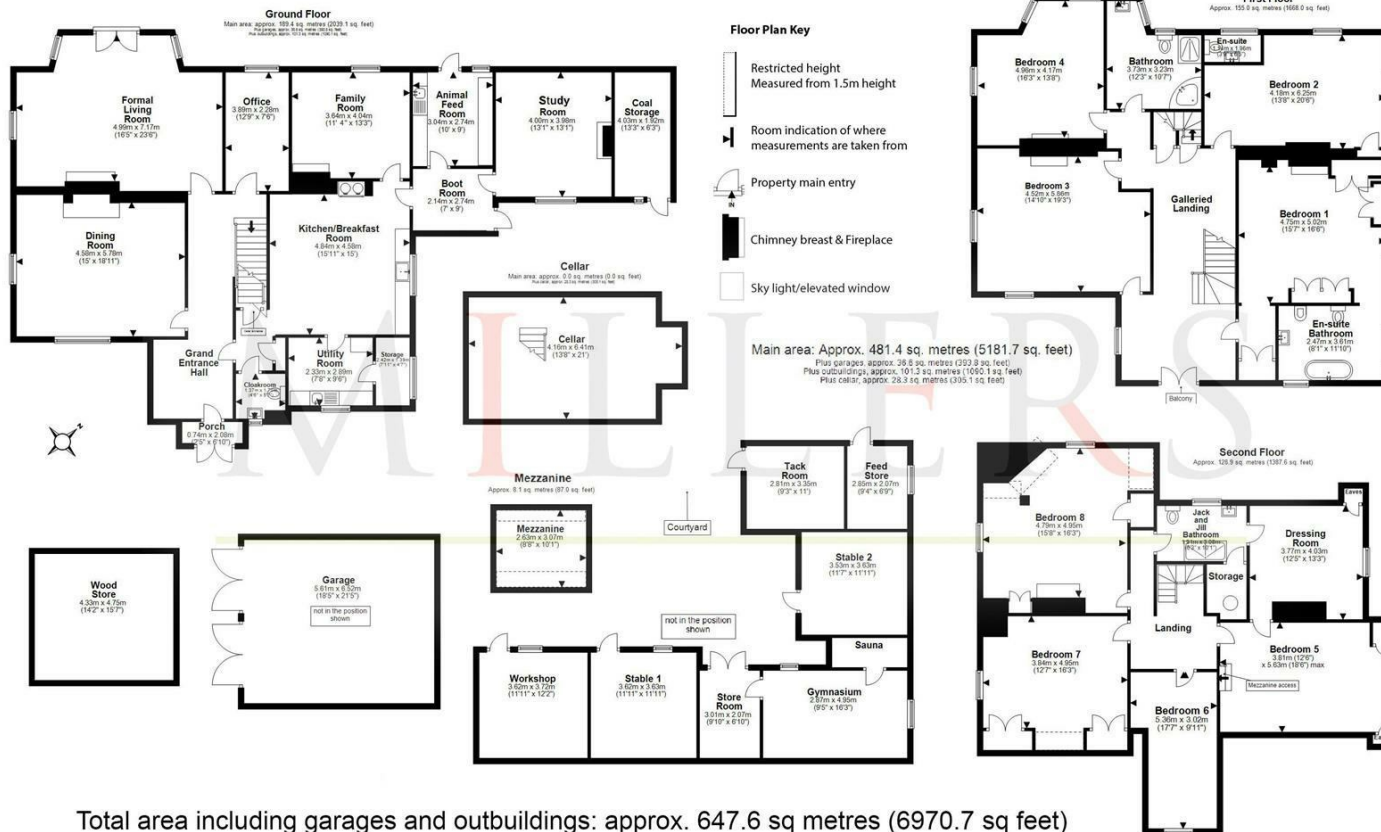 Ground Floor
Main area: approx. 189.4 sq. metres (2039.1 sq. feet)
Formal
Living
Room
4.99m x 7.17m
(16'5" x 23'6")
Office
3.89m x 2.28m
(12'9" x 7'6")
Family
Room
3.64m x 4.04m
(11' 4" x 13'3")
Animal
Feed
Room
3.04m x 2.74m
(10' x 9')
Study
Room
4.00m x 3.98m
(13'1" x 13'1")
Coal
Storage
4.03m x 1.92m
(13'3" x 6'3")
Boot
Room
2.14m x 2.74m
(7' x 9')
Dining
Room
4.58m x 5.78m
(15' x 18'11")
Kitchen/Breakfast
Room
4.84m x 4.58m
(15'11" x 15')
Grand
Entrance
Hall
Cloakroom
Utility
Room
2.33m x 2.89m
(7'8" x 9'6")
Storage
Porch
0.74m x 2.08m
(2'5" x 6'10")
Floor Plan Key
Restricted height
Measured from 1.5m height
Room indication of where
measurements are taken from
Property main entry
IN
Chimney breast & Fireplace
Sky light/elevated window
Cellar
Main area: approx. 0.0 sq. metres (0.0 sq. feet)
Cellar
4.16m x 6.41m
(13'8" x 21')
Main area: Approx. 481.4 sq. metres (5181.7 sq. feet)
Plus garages, approx. 36.6 sq. metres (393.8 sq. feet)
Plus outbuildings, approx. 101.3 sq. metres (1090.1 sq. feet)
Plus cellar, approx. 28.3 sq. metres (305.1 sq. feet)
MILLERS
First Floor
Approx. 155.0 sq. metres (1668.0 sq. feet)
Bedroom 4
4.96m x 4.17m
(16'3" x 13'8")
Bathroom
3.73m x 3.23m
(12'3" x 10'7")
En-suite
Bedroom 2
4.18m x 6.25m
(13'8" x 20'6")
Bedroom 3
4.52m x 5.86m
(14'10" x 19'3")
Galleried
Landing
Bedroom 1
4.75m x 5.02m
(15'7" x 16'6")
En-suite
Bathroom
2.47m x 3.61m
(8'1" x 11'10")
Balcony
Mezzanine
Approx. 8.1 sq. metres (87.0 sq. feet)
Mezzanine
2.63m x 3.07m
(8'8" x 10'1")
Courtyard
Tack
Room
2.81m x 3.35m
(9'3" x 11')
Feed
Store
2.85m x 2.07m
(9'4" x 6'9")
Stable 2
3.53m x 3.63m
(11'7" x 11'11")
not in the position
shown
Sauna
Workshop
3.62m x 3.72m
(11'11" x 12'2")
Stable 1
3.62m x 3.63m
(11'11" x 11'11")
Store
Room
3.01m x 2.07m
(9'10" x 6'10")
Gymnasium
2.87m x 4.95m
(9'5" x 16'3")
Wood
Store
4.33m x 4.75m
(14'2" x 15'7")
Garage
5.61m x 6.52m
(18'5" x 21'5")
not in the position
shown
Second Floor
Approx. 128.9 sq. metres (1387.6 sq. feet)
Bedroom 8
4.79m x 4.95m
(15'8" x 16'3")
Jack
and
Jill
Bathroom
Eaves
Dressing
Room
3.77m x 4.03m
(12'5" x 13'3")
Storage
Landing
Bedroom 7
3.84m x 4.95m
(12'7" x 16'3")
Bedroom 5
3.81m (12'6")
x 5.63m (18'6") max
Mezzanine access
Bedroom 6
5.36m x 3.02m
(17'7" x 9'11")
Total area including garages and outbuildings: approx. 647.6 sq metres (6970.7 sq feet)